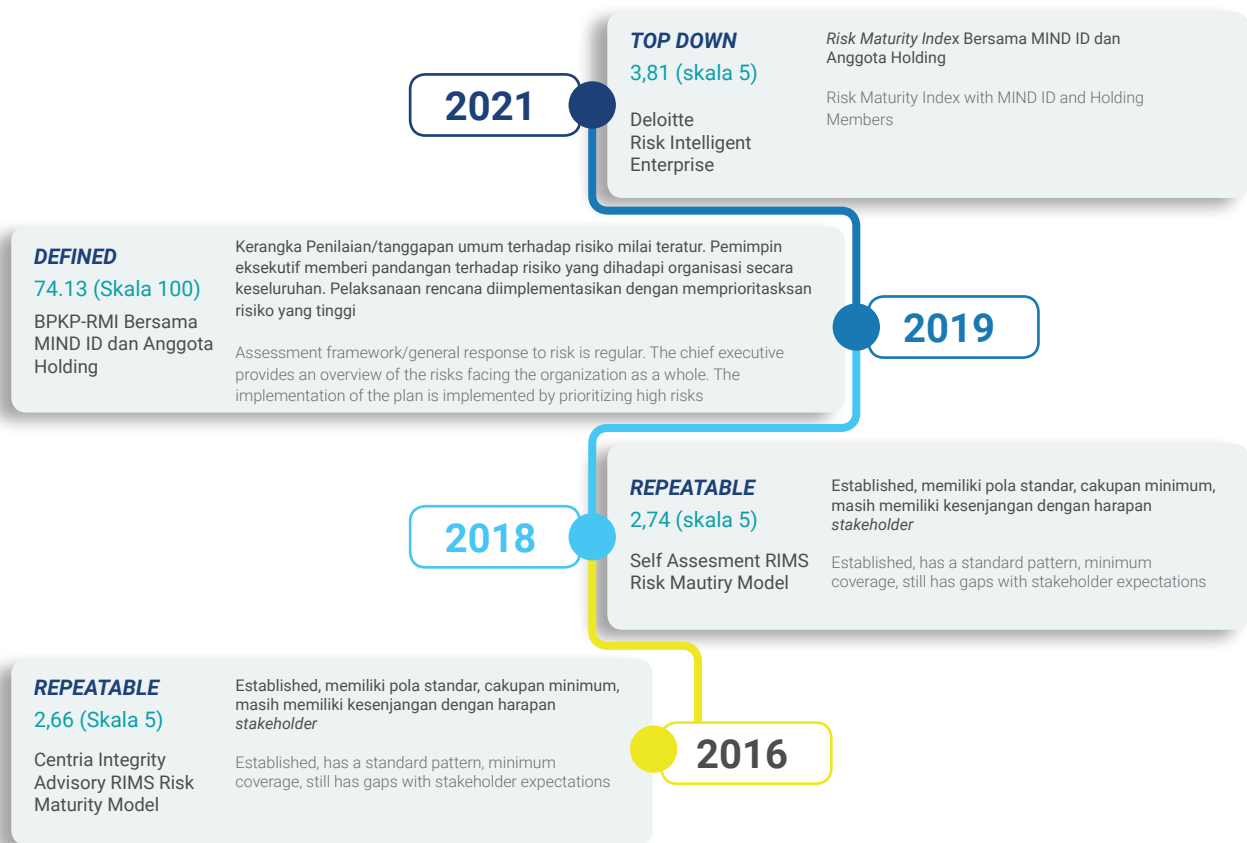 2021
TOP DOWN
3,81 (skala 5)
Deloitte
Risk Intelligent
Enterprise
Risk Maturity Index Bersama MIND ID dan
Anggota Holding
Risk Maturity Index with MIND ID and Holding
Members
DEFINED
74.13 (Skala 100)
BPKP-RMI Bersama
MIND ID dan Anggota
Holding
Kerangka Penilaian/tanggapan umum terhadap risiko milai teratur. Pemimpin
eksekutif memberi pandangan terhadap risiko yang dihadapi organisasi secara
keseluruhan. Pelaksanaan rencana diimplementasikan dengan memprioritasksan
risiko yang tinggi
Assessment framework/general response to risk is regular. The chief executive
provides an overview of the risks facing the organization as a whole. The
implementation of the plan is implemented by prioritizing high risks
2019
2018
REPEATABLE
2,74 (skala 5)
Self Assesment RIMS
Risk Mautiry Model
Established, memiliki pola standar, cakupan minimum,
masih memiliki kesenjangan dengan harapan
stakeholder
Established, has a standard pattern, minimum
coverage, still has gaps with stakeholder expectations
REPEATABLE
2,66 (Skala 5)
Centria Integrity
Advisory RIMS Risk
Maturity Model
Established, memiliki pola standar, cakupan minimum,
masih memiliki kesenjangan dengan harapan
stakeholder
Established, has a standard pattern, minimum
coverage, still has gaps with stakeholder expectations
2016